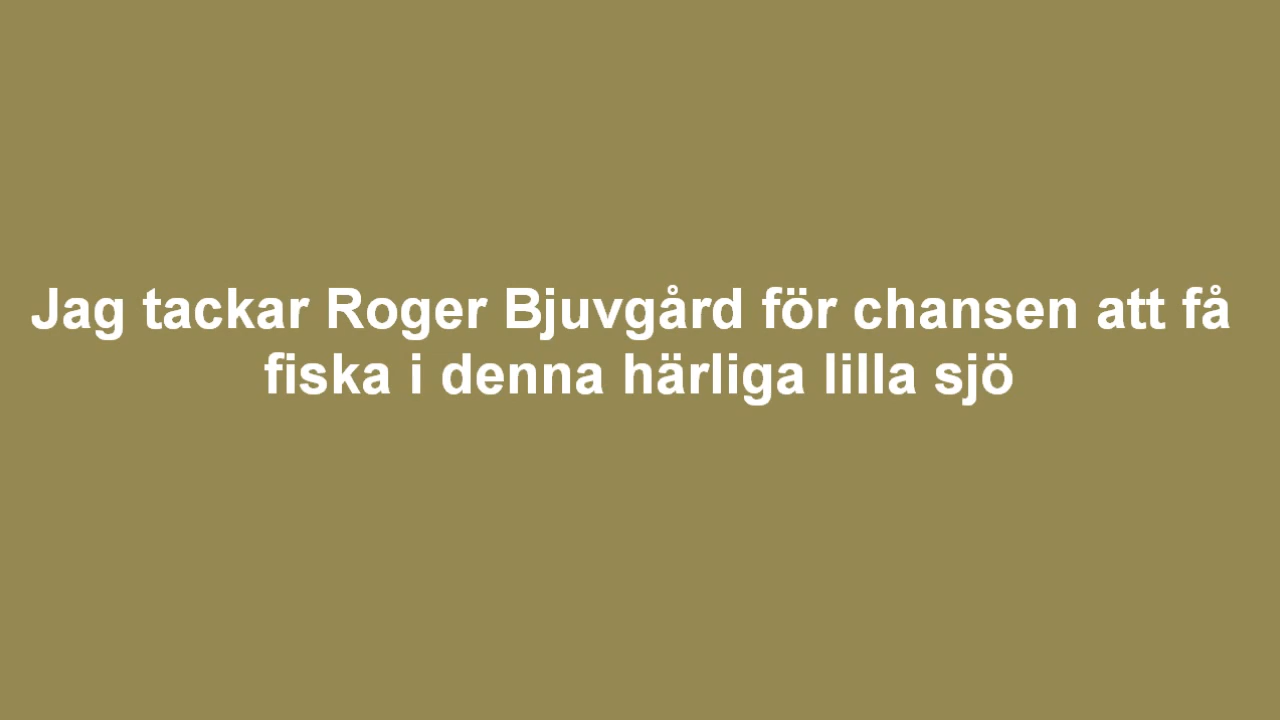 Jag tackar Roger Bjuvgård för chansen att få
fiska i denna härliga lilla sjö